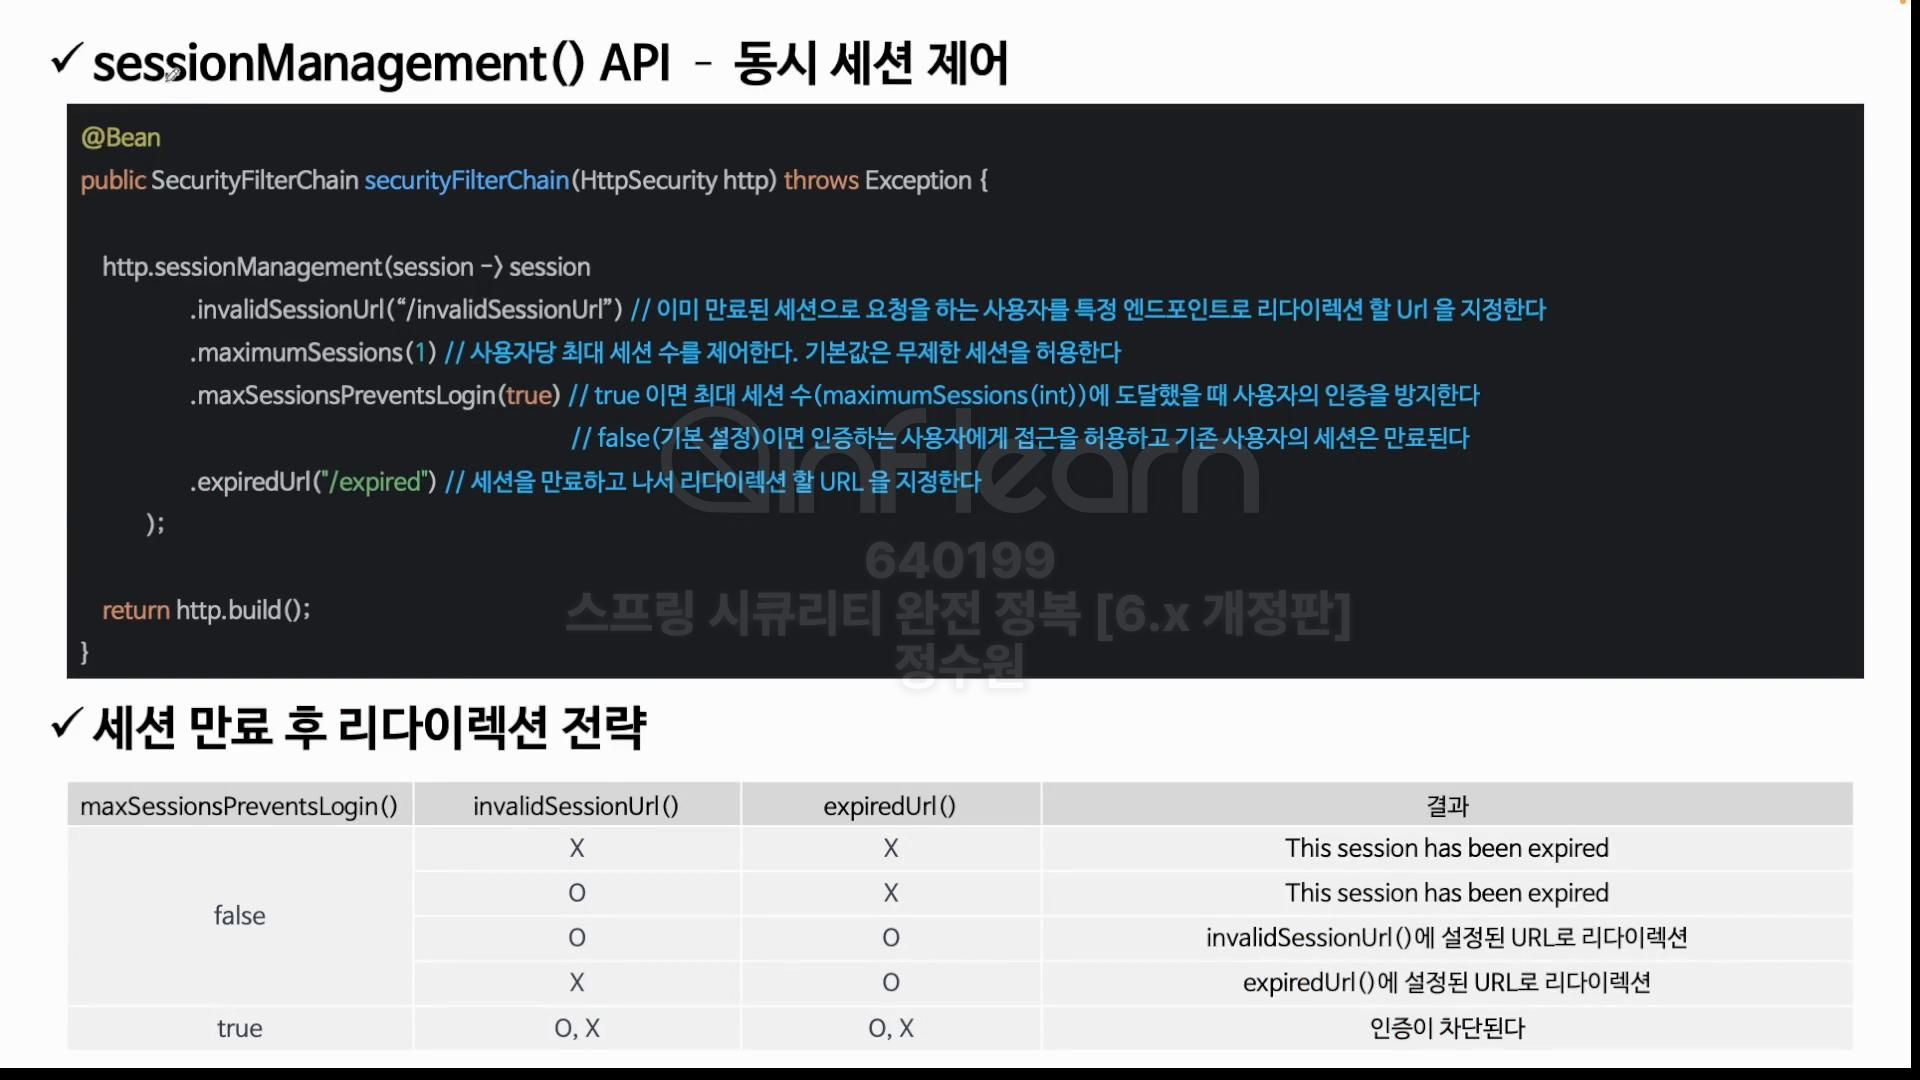 ✓ sessionManagement() API - 동시 세션 제어
@Bean
public SecurityFilterChain securityFilterChain(HttpSecurity http) throws Exception {
http.sessionManagement(session -> session
.invalidSessionUrl(“/invalidSessionUrl”) // 이미 만료된 세션으로 요청을 하는 사용자를 특정 엔드포인트로 리다이렉션 할 Url 을 지정한다
.maximumSessions(1) // 사용자당 최대 세션 수를 제어한다. 기본값은 무제한 세션을 허용한다
.maxSessionsPreventsLogin(true) // true 이면 최대 세션 수(maximumSessions(int))에 도달했을 때 사용자의 인증을 방지한다
// false(기본 설정)이면 인증하는 사용자에게 접근을 허용하고 기존 사용자의 세션은 만료된다
.expiredUrl("/expired") // 세션을 만료하고 나서 리다이렉션 할 URL 을 지정한다
);
return http.build();
}
inflearn
640199
스프링 시큐리티 완전 정복 [6.x 개정판]
정수원
✓ 세션 만료 후 리다이렉션 전략
maxSessionsPreventsLogin() invalidSessionUrl() expiredUrl() 결과
false
X X This session has been expired
O X This session has been expired
O O invalidSessionUrl()에 설정된 URL로 리다이렉션
X O expiredUrl()에 설정된 URL로 리다이렉션
true O, X O, X 인증이 차단된다